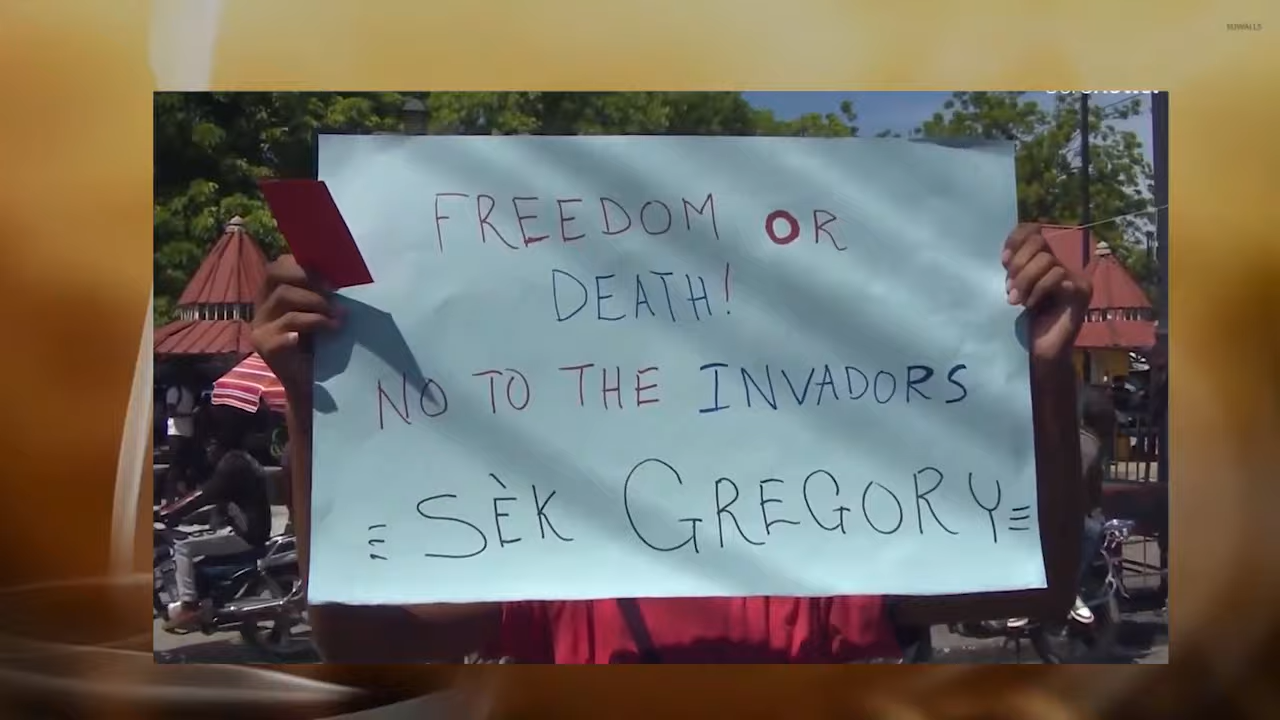 FREEDOM OR
DEATH!
NO TO THE INVADORS
= SÈK GREGORY =